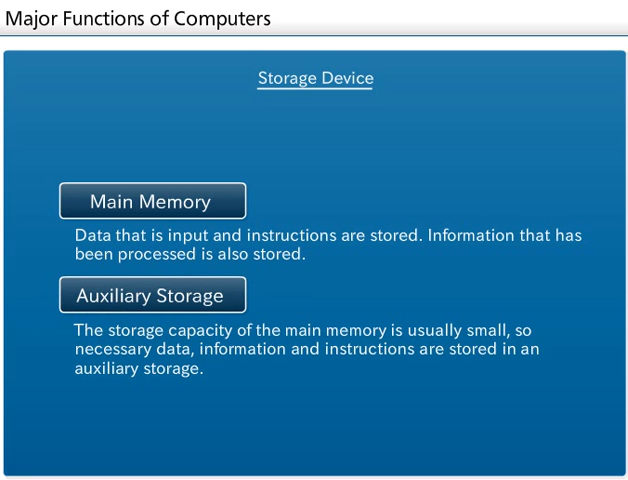 Major Functions of Computers
Storage Device
Main Memory
Data that is input and instructions are stored. Information that has
been processed is also stored.
Auxiliary Storage
The storage capacity of the main memory is usually small, so
necessary data, information and instructions are stored in an
auxiliary storage.